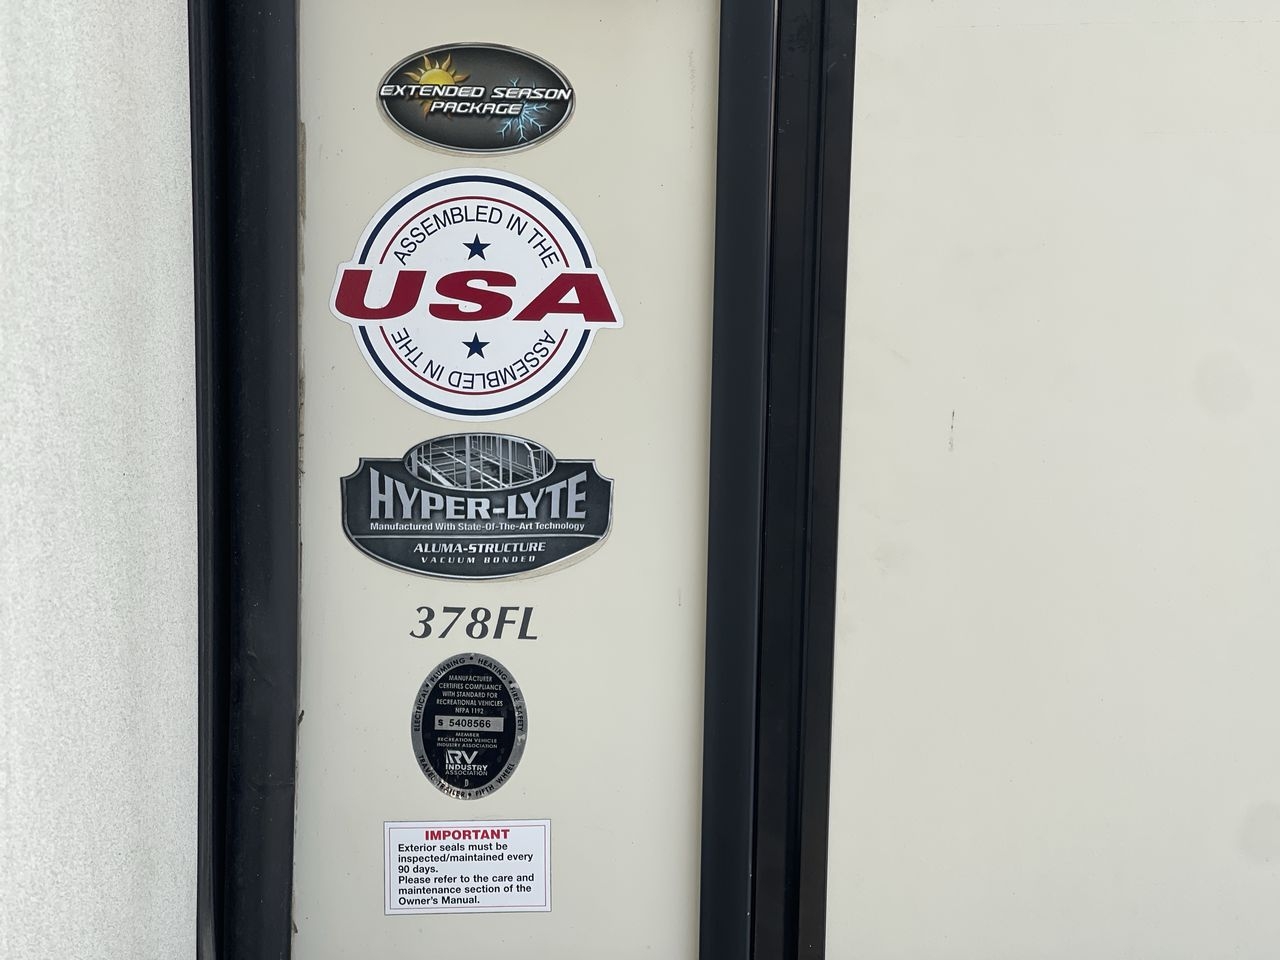 EXTENDED SEASON
PACKAGE
ASSEMBLED IN THE
USA
ASSEMBLED IN THE
HYPER-LYTE
Manufactured With State-Of-The-Art Technology
ALUMA-STRUCTURE
VACUUM BONDED
378FL
ELECTRICAL • PLUMBING • HEATING • FIRE SAFETY
MANUFACTURER
CERTIFIES COMPLIANCE
WITH STANDARD FOR
RECREATIONAL VEHICLES
NFPA 1192
S 5408566
MEMBER
RECREATION VEHICLE
INDUSTRY ASSOCIATION
RV
INDUSTRY
ASSOCIATION
D
TRAVEL TRAILER • FIFTH WHEEL
IMPORTANT
Exterior seals must be
inspected/maintained every
90 days.
Please refer to the care and
maintenance section of the
Owner's Manual.